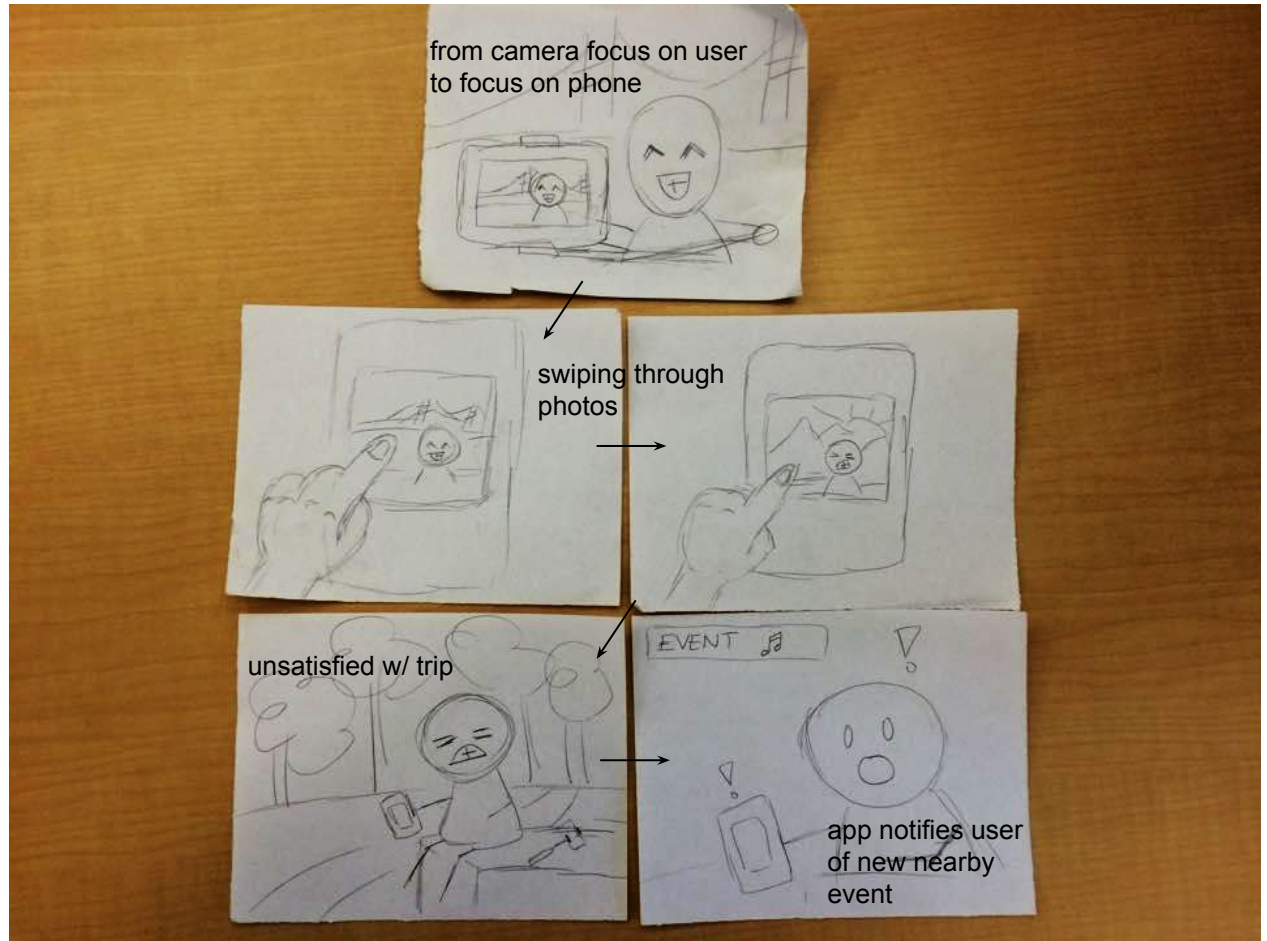 from camera focus on user
to focus on phone
swiping through
photos
unsatisfied w/ trip
EVENT
app notifies user
of new nearby
event